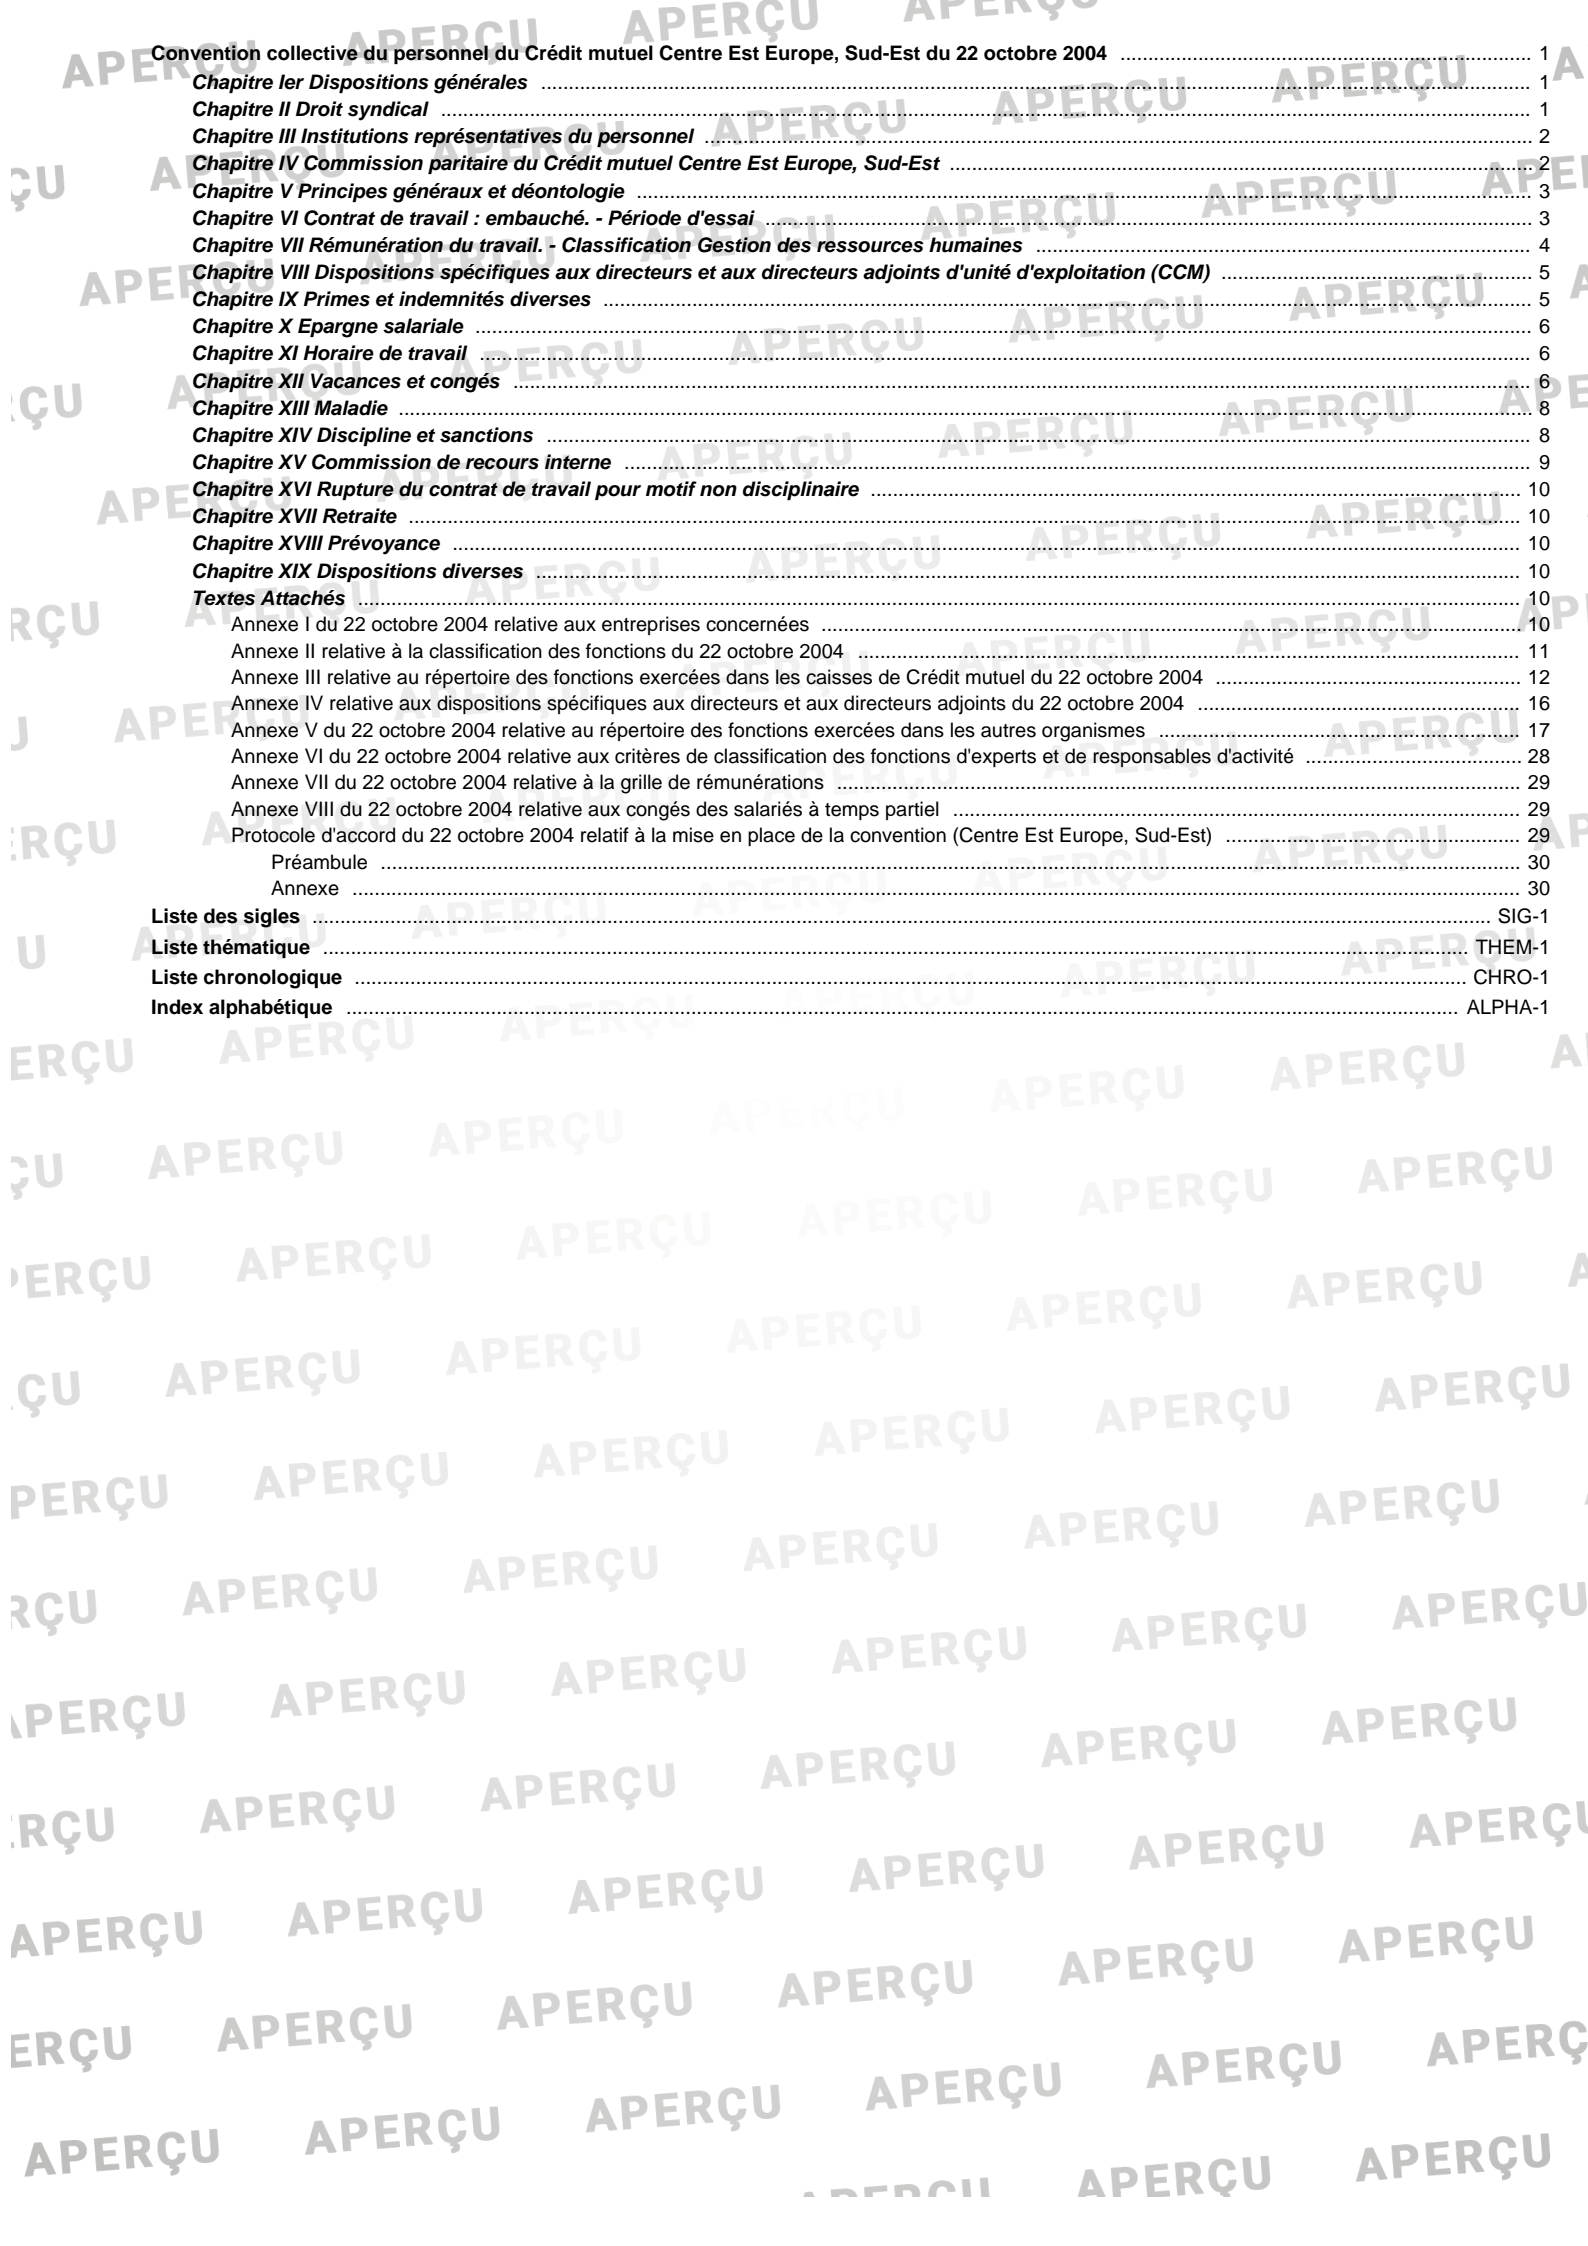 Convention collective du personnel du Crédit mutuel Centre Est Europe, Sud-Est du 22 octobre 2004 ........ 1
Chapitre Ier Dispositions générales ........ 1
Chapitre II Droit syndical ........ 1
Chapitre III Institutions représentatives du personnel ........ 2
Chapitre IV Commission paritaire du Crédit mutuel Centre Est Europe, Sud-Est ........ 2
Chapitre V Principes généraux et déontologie ........ 3
Chapitre VI Contrat de travail : embauché. - Période d'essai ........ 3
Chapitre VII Rémunération du travail. - Classification Gestion des ressources humaines ........ 4
Chapitre VIII Dispositions spécifiques aux directeurs et aux directeurs adjoints d'unité d'exploitation (CCM) ........ 5
Chapitre IX Primes et indemnités diverses ........ 5
Chapitre X Epargne salariale ........ 6
Chapitre XI Horaire de travail ........ 6
Chapitre XII Vacances et congés ........ 6
Chapitre XIII Maladie ........ 8
Chapitre XIV Discipline et sanctions ........ 8
Chapitre XV Commission de recours interne ........ 9
Chapitre XVI Rupture du contrat de travail pour motif non disciplinaire ........ 10
Chapitre XVII Retraite ........ 10
Chapitre XVIII Prévoyance ........ 10
Chapitre XIX Dispositions diverses ........ 10
Textes Attachés ........ 10
Annexe I du 22 octobre 2004 relative aux entreprises concernées ........ 10
Annexe II relative à la classification des fonctions du 22 octobre 2004 ........ 11
Annexe III relative au répertoire des fonctions exercées dans les caisses de Crédit mutuel du 22 octobre 2004 ........ 12
Annexe IV relative aux dispositions spécifiques aux directeurs et aux directeurs adjoints du 22 octobre 2004 ........ 16
Annexe V du 22 octobre 2004 relative au répertoire des fonctions exercées dans les autres organismes ........ 17
Annexe VI du 22 octobre 2004 relative aux critères de classification des fonctions d'experts et de responsables d'activité ........ 28
Annexe VII du 22 octobre 2004 relative à la grille de rémunérations ........ 29
Annexe VIII du 22 octobre 2004 relative aux congés des salariés à temps partiel ........ 29
Protocole d'accord du 22 octobre 2004 relatif à la mise en place de la convention (Centre Est Europe, Sud-Est) ........ 29
Préambule ........ 30
Annexe ........ 30
Liste des sigles ........ SIG-1
Liste thématique ........ THEM-1
Liste chronologique ........ CHRO-1
Index alphabétique ........ ALPHA-1
APERÇU